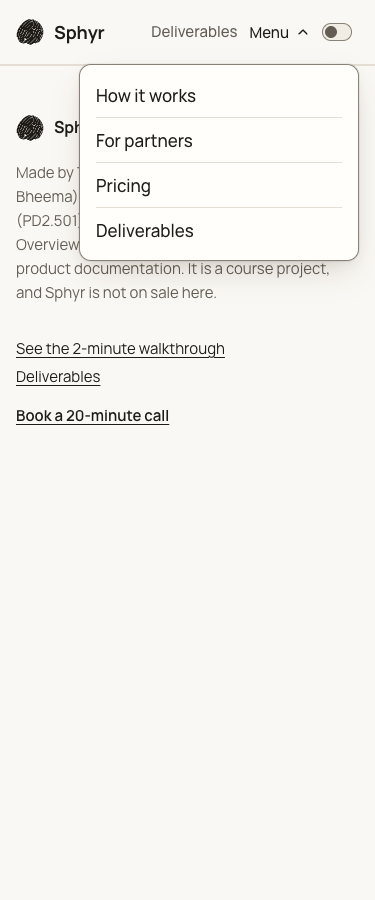 Sphyr
Deliverables
Menu
How it works
For partners
Pricing
Deliverables
Made by
Bheema)
(PD2.501)
Overview
product documentation. It is a course project,
and Sphyr is not on sale here.
See the 2-minute walkthrough
Deliverables
Book a 20-minute call